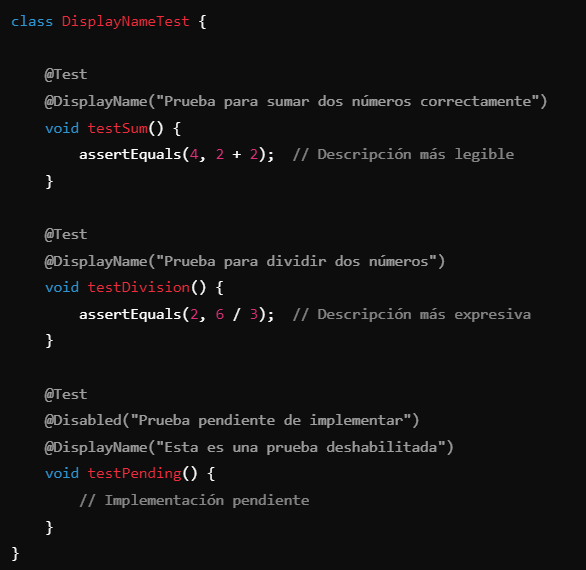 class DisplayNameTest {
@Test
@DisplayName("Prueba para sumar dos números correctamente")
void testSum() {
assertEquals(4, 2 + 2);  // Descripción más legible
}
@Test
@DisplayName("Prueba para dividir dos números")
void testDivision() {
assertEquals(2, 6 / 3);  // Descripción más expresiva
}
@Test
@Disabled("Prueba pendiente de implementar")
@DisplayName("Esta es una prueba deshabilitada")
void testPending() {
// Implementación pendiente
}
}